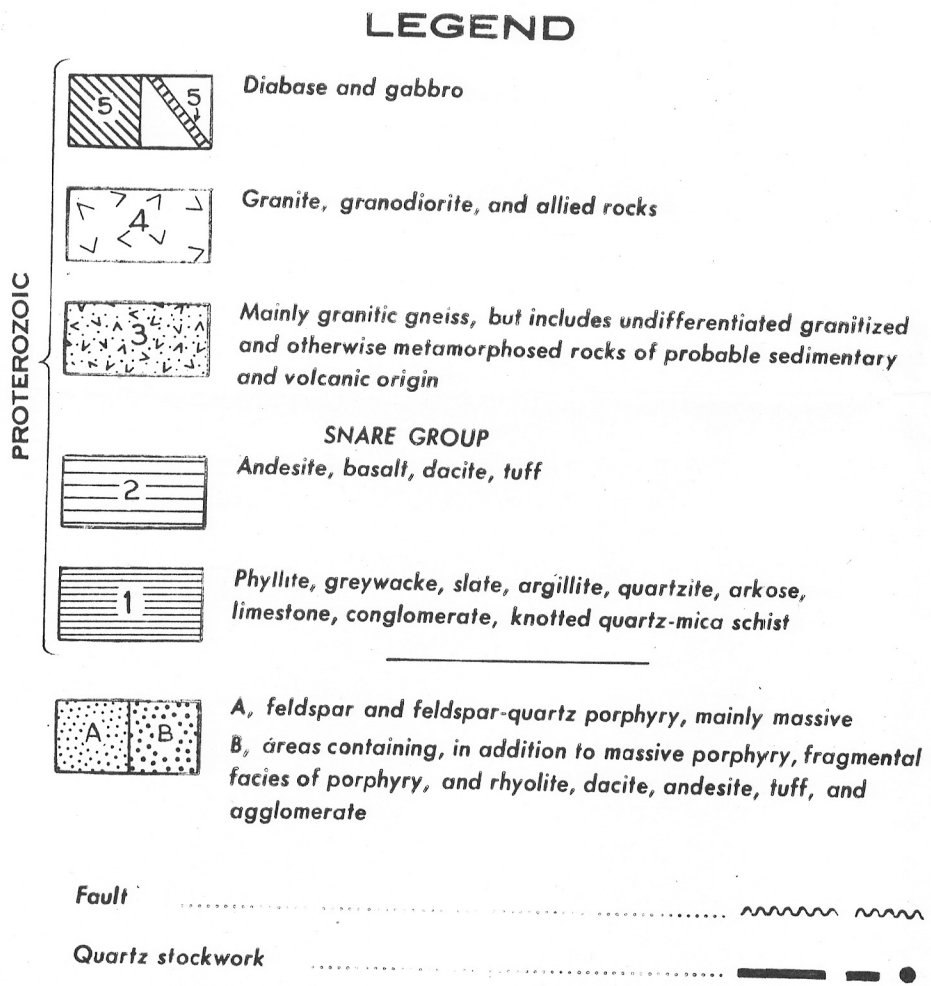 LEGEND
5 5 Diabase and gabbro
4 Granite, granodiorite, and allied rocks
3 Mainly granitic gneiss, but includes undifferentiated granitized
and otherwise metamorphosed rocks of probable sedimentary
and volcanic origin
PROTEROZOIC
SNARE GROUP
2 Andesite, basalt, dacite, tuff
1 Phyllite, greywacke, slate, argillite, quartzite, arkose,
limestone, conglomerate, knotted quartz-mica schist
A B A, feldspar and feldspar-quartz porphyry, mainly massive
B, areas containing, in addition to massive porphyry, fragmental
facies of porphyry, and rhyolite, dacite, andesite, tuff, and
agglomerate
Fault
Quartz stockwork